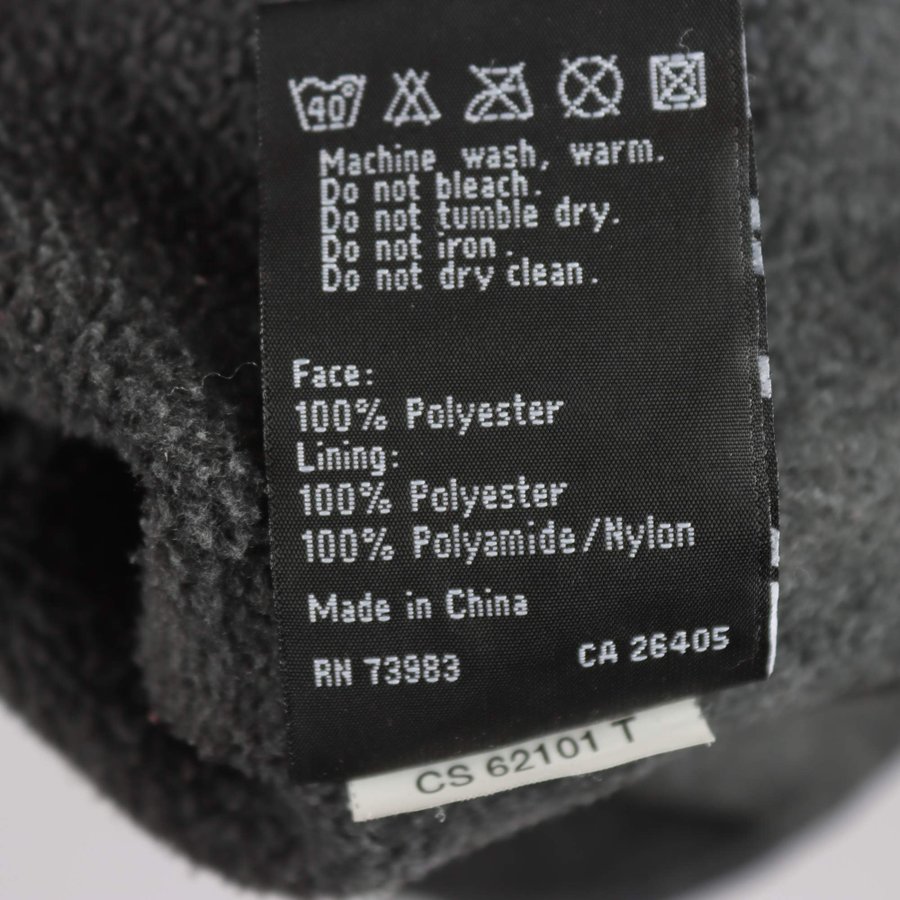 40°
Machine wash, warm.
Do not bleach.
Do not tumble dry.
Do not iron.
Do not dry clean.
Face:
100% Polyester
Lining:
100% Polyester
100% Polyamide/Nylon
Made in China
RN 73983 CA 26405
CS 62101 T